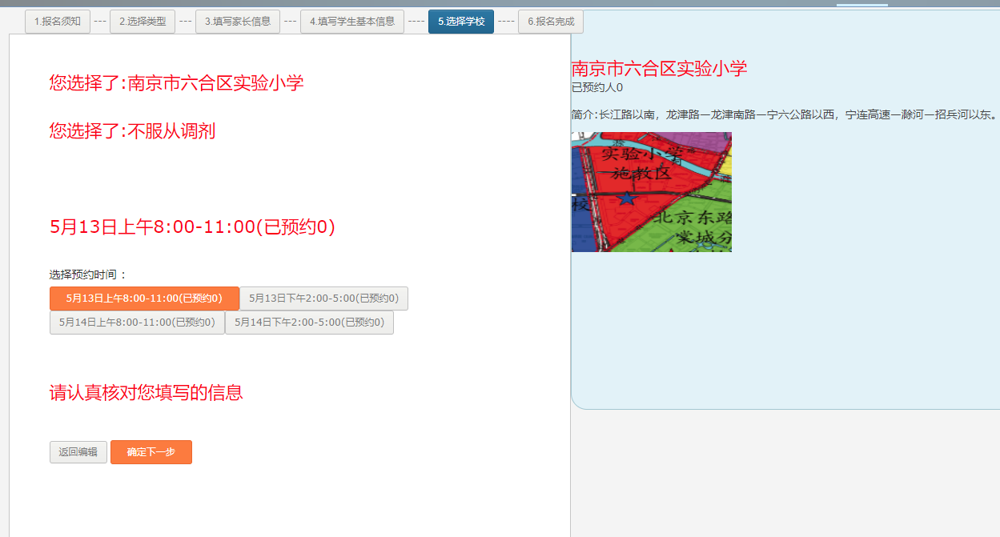 1.报名须知 --- 2.选择类型 --- 3.填写家长信息 --- 4.填写学生基本信息 ---- 5.选择学校 ---- 6.报名完成
您选择了:南京市六合区实验小学
您选择了:不服从调剂
5月13日上午8:00-11:00(已预约0)
选择预约时间 ：
5月13日上午8:00-11:00(已预约0) 5月13日下午2:00-5:00(已预约0)
5月14日上午8:00-11:00(已预约0) 5月14日下午2:00-5:00(已预约0)
请认真核对您填写的信息
返回编辑 确定下一步
南京市六合区实验小学
已预约人0
简介:长江路以南，龙津路—龙津南路—宁六公路以西，宁连高速—滁河—招兵河以东。
实验小学
施教区
校
北京东路
棠城分